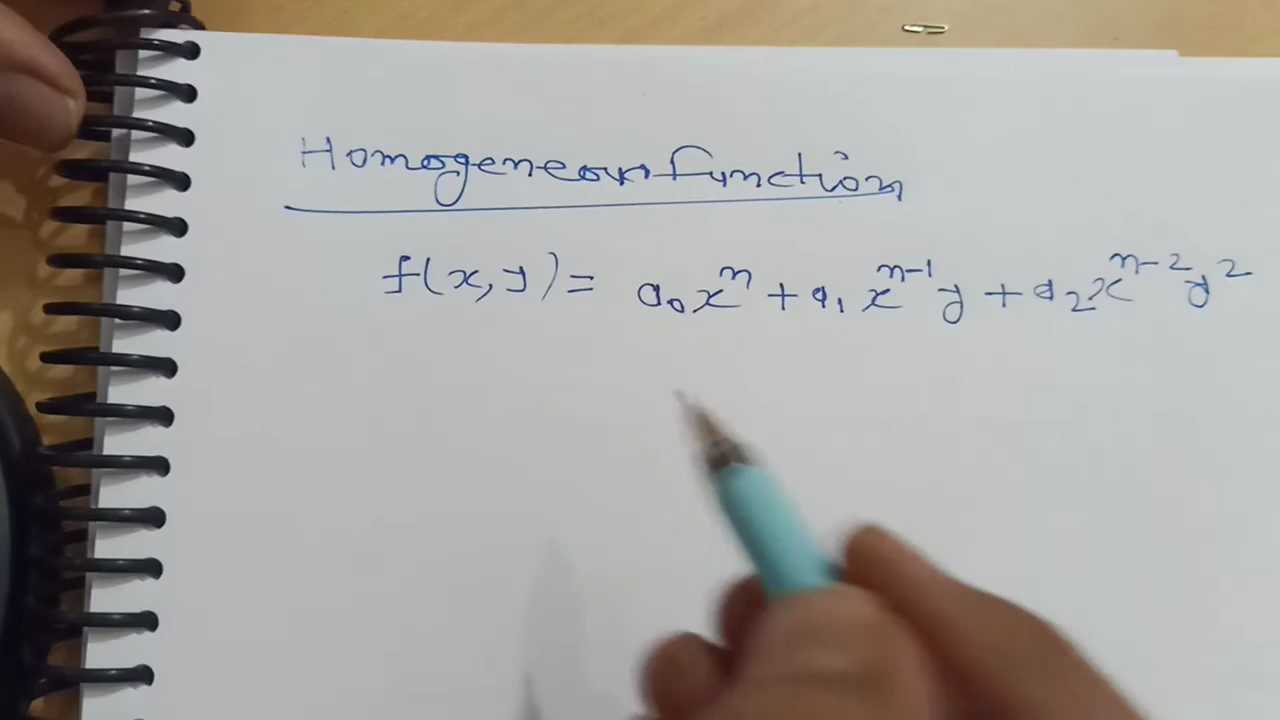 Homogeneous function
f(x,y) = a₀xⁿ + a₁xⁿ⁻¹y + a₂xⁿ⁻²y²